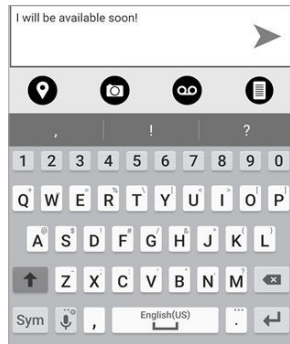 I will be available soon!
, ! ?
1 2 3 4 5 6 7 8 9 0
Q W E R T Y U I O P
A S D F G H J K L
Z X C V B N M
Sym , English(US) .